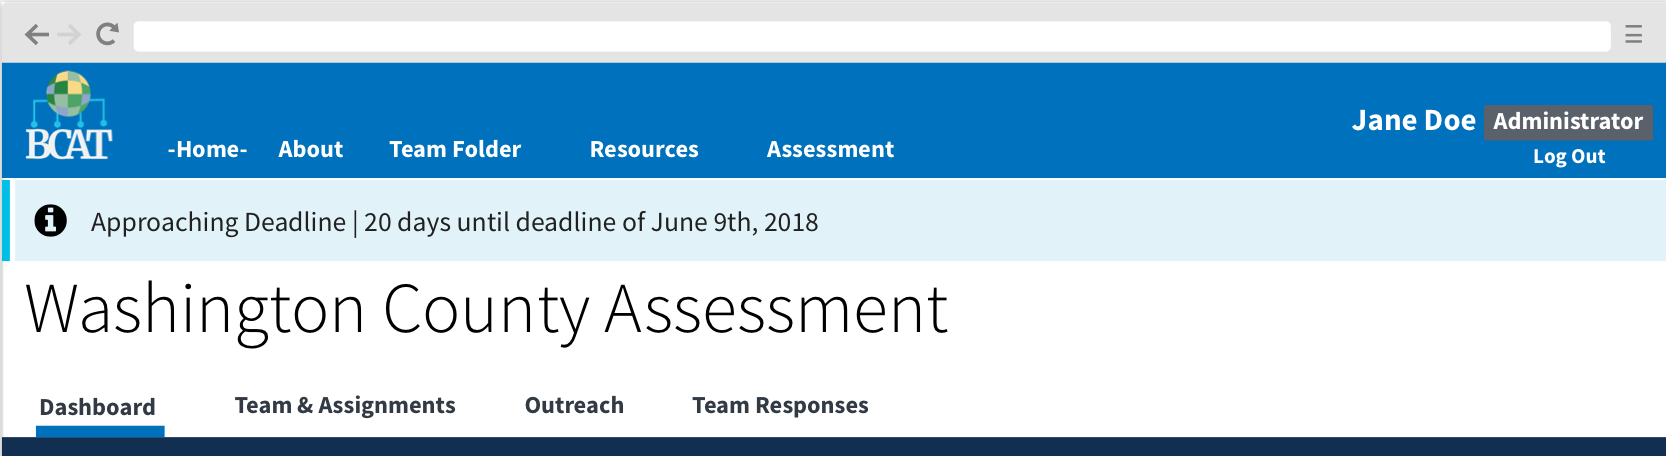 BCAT
-Home- About Team Folder Resources Assessment
Jane Doe Administrator
Log Out
Approaching Deadline | 20 days until deadline of June 9th, 2018
Washington County Assessment
Dashboard Team & Assignments Outreach Team Responses